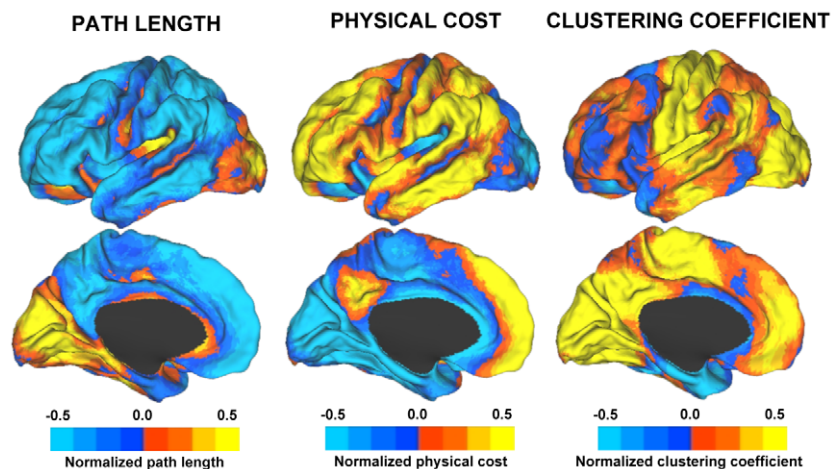 PATH LENGTH PHYSICAL COST CLUSTERING COEFFICIENT
-0.5 0.0 0.5 -0.5 0.0 0.5 -0.5 0.0 0.5
Normalized path length Normalized physical cost Normalized clustering coefficient